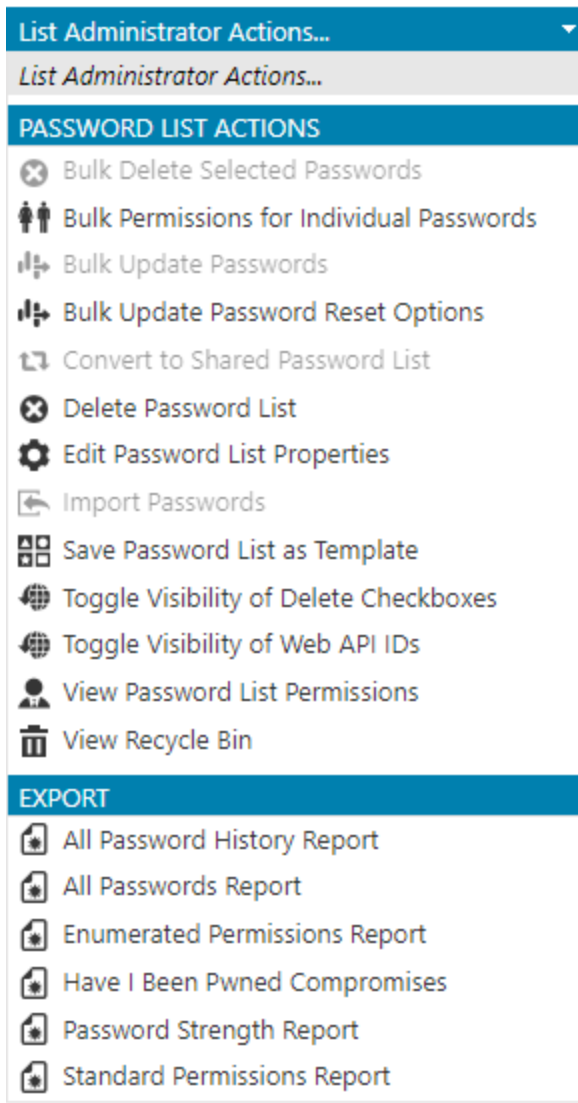 List Administrator Actions...
List Administrator Actions...
PASSWORD LIST ACTIONS
Bulk Delete Selected Passwords
Bulk Permissions for Individual Passwords
Bulk Update Passwords
Bulk Update Password Reset Options
Convert to Shared Password List
Delete Password List
Edit Password List Properties
Import Passwords
Save Password List as Template
Toggle Visibility of Delete Checkboxes
Toggle Visibility of Web API IDs
View Password List Permissions
View Recycle Bin
EXPORT
All Password History Report
All Passwords Report
Enumerated Permissions Report
Have I Been Pwned Compromises
Password Strength Report
Standard Permissions Report